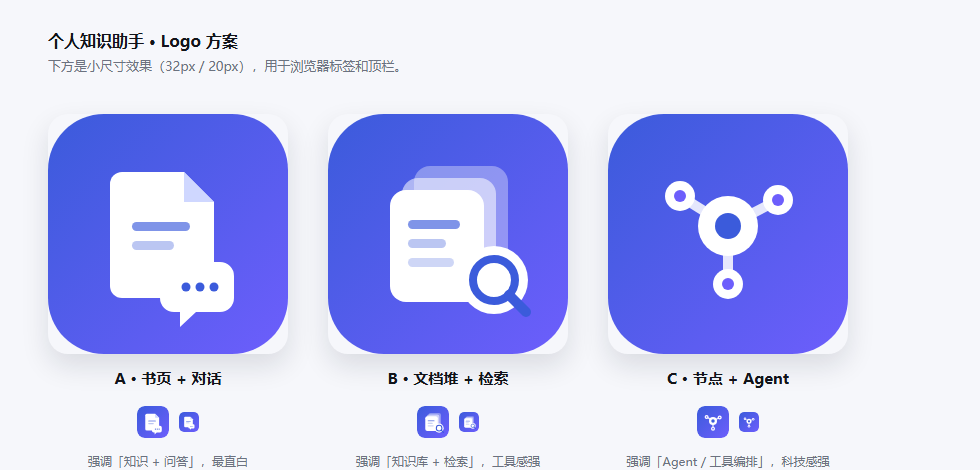 个人知识助手 • Logo 方案
下方是小尺寸效果（32px / 20px），用于浏览器标签和顶栏。
A • 书页 + 对话
B • 文档堆 + 检索
C • 节点 + Agent
强调「知识 + 问答」，最直白
强调「知识库 + 检索」，工具感强
强调「Agent / 工具编排」，科技感强